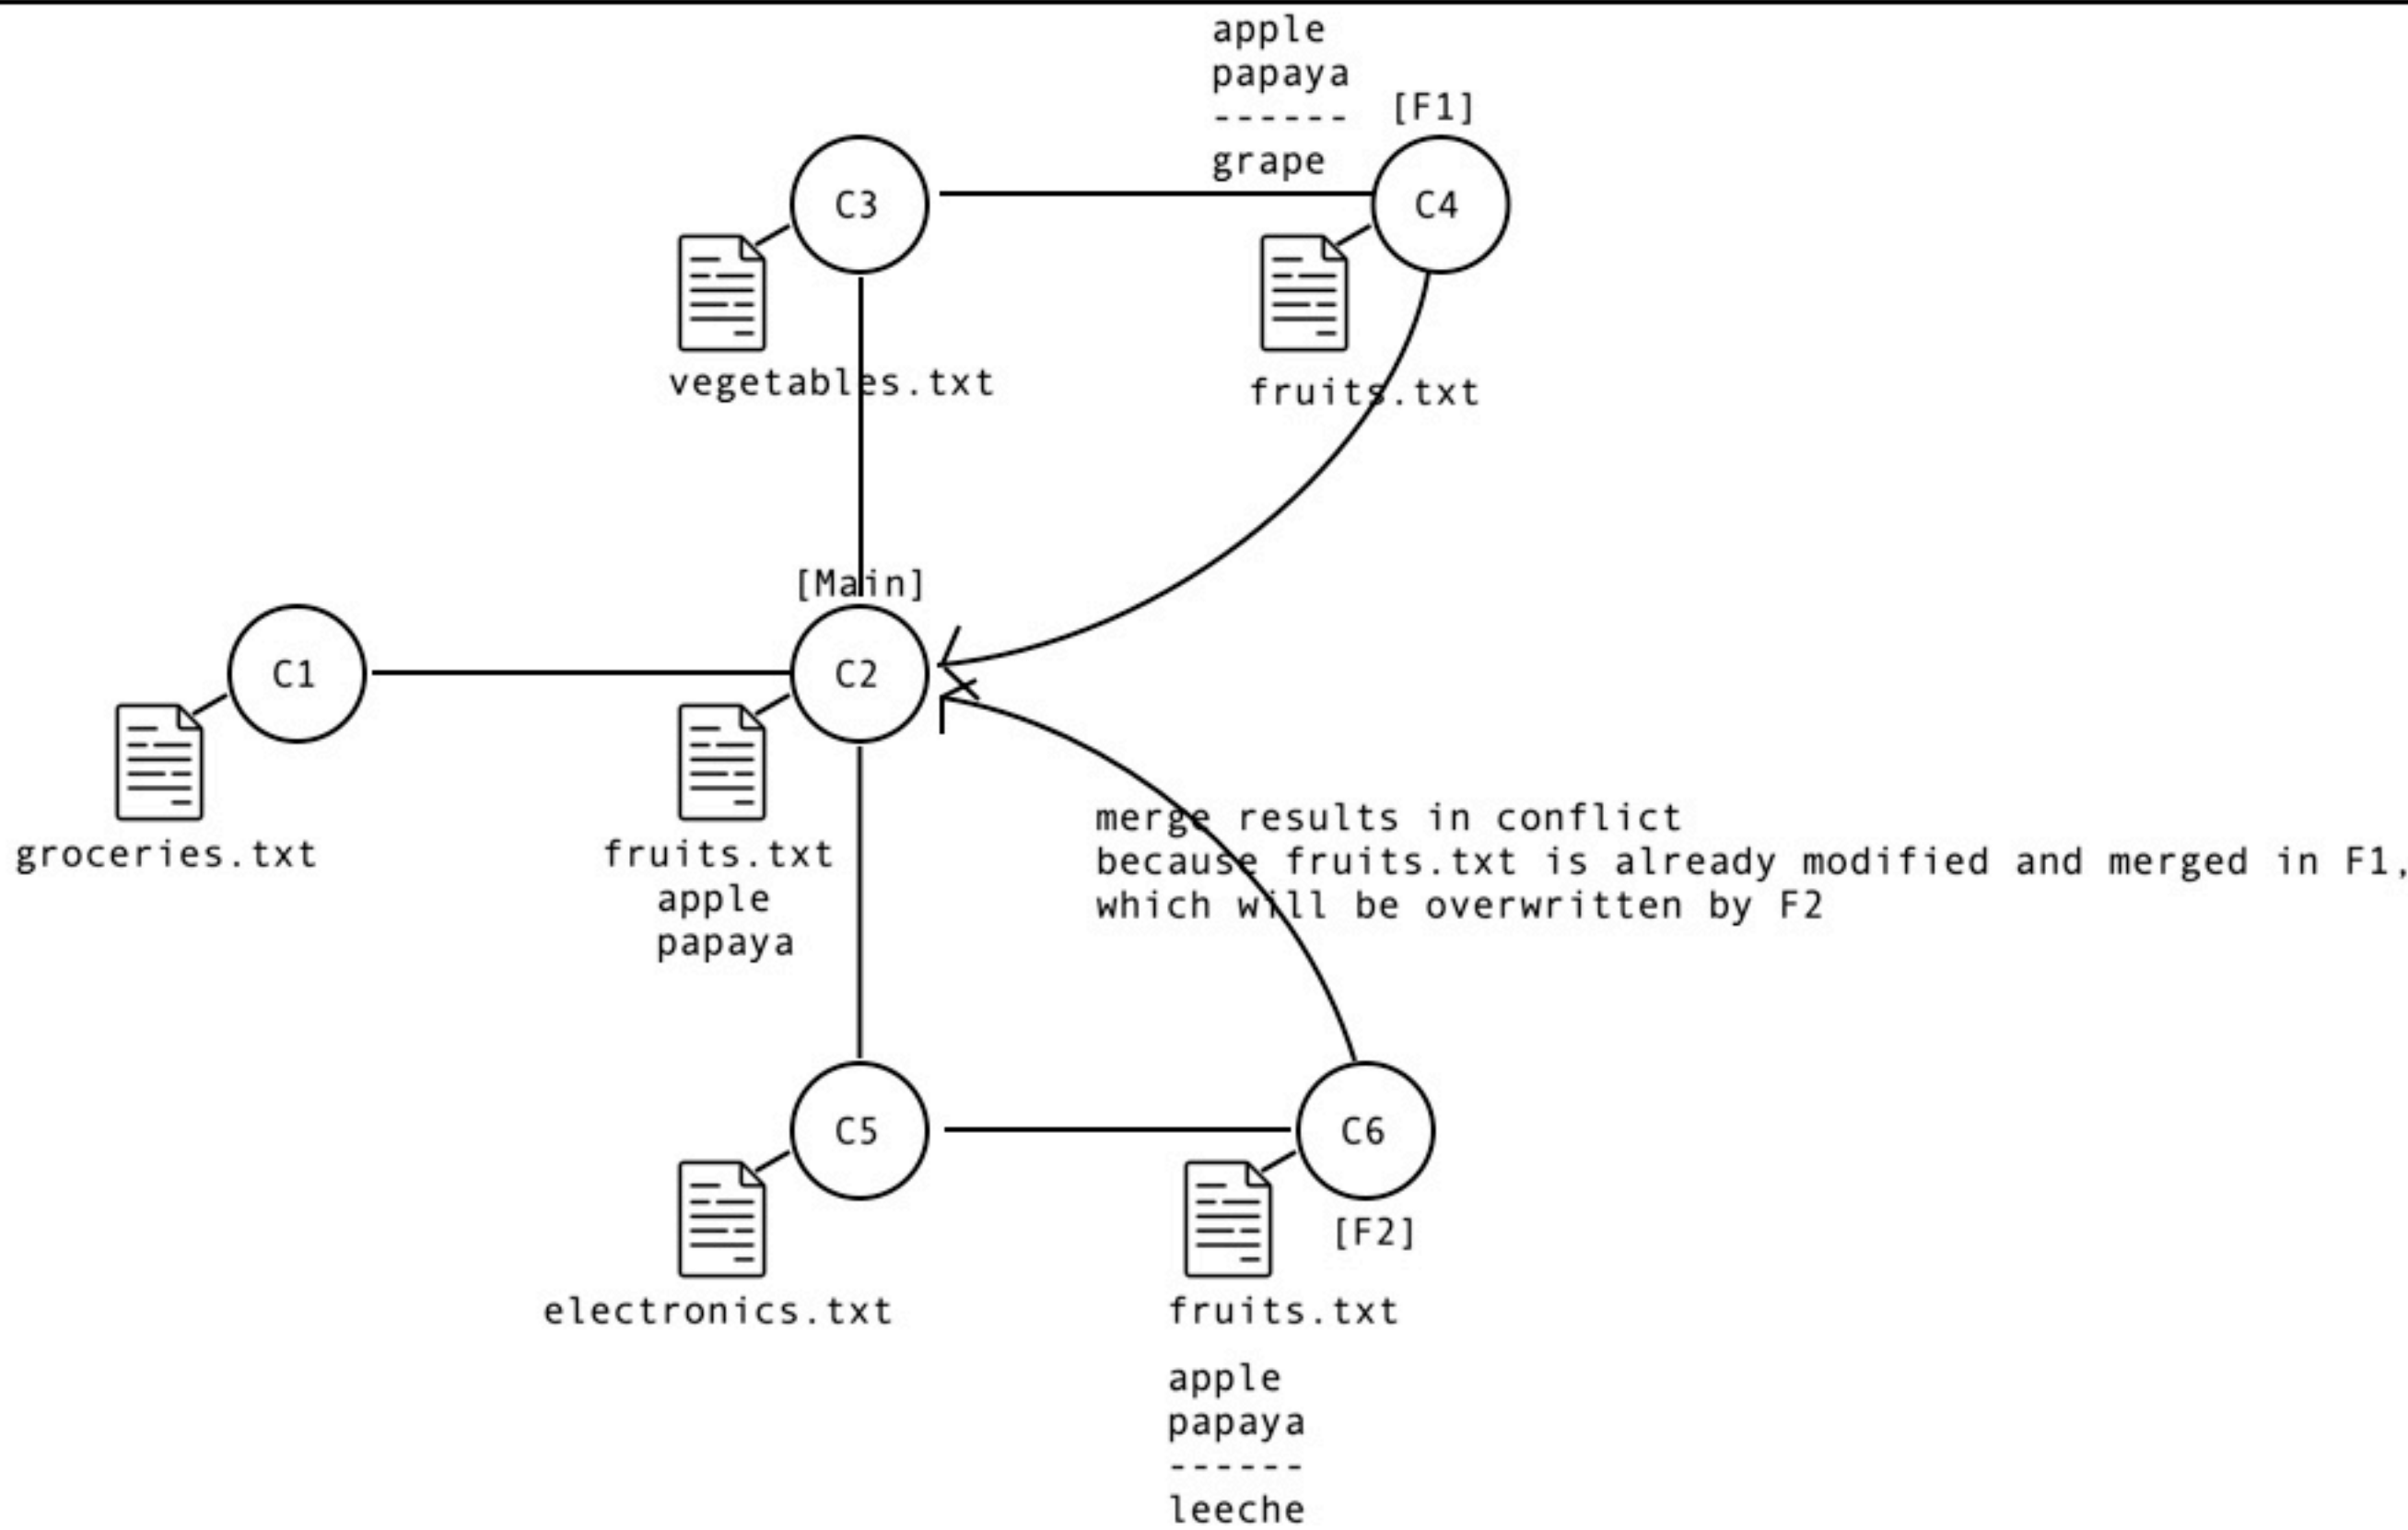 apple
papaya
------
grape
[F1]
C3
C4
vegetables.txt
fruits.txt
[Main]
C1
C2
groceries.txt
fruits.txt
apple
papaya
merge results in conflict
because fruits.txt is already modified and merged in F1,
which will be overwritten by F2
C5
C6
[F2]
electronics.txt
fruits.txt
apple
papaya
------
leeche